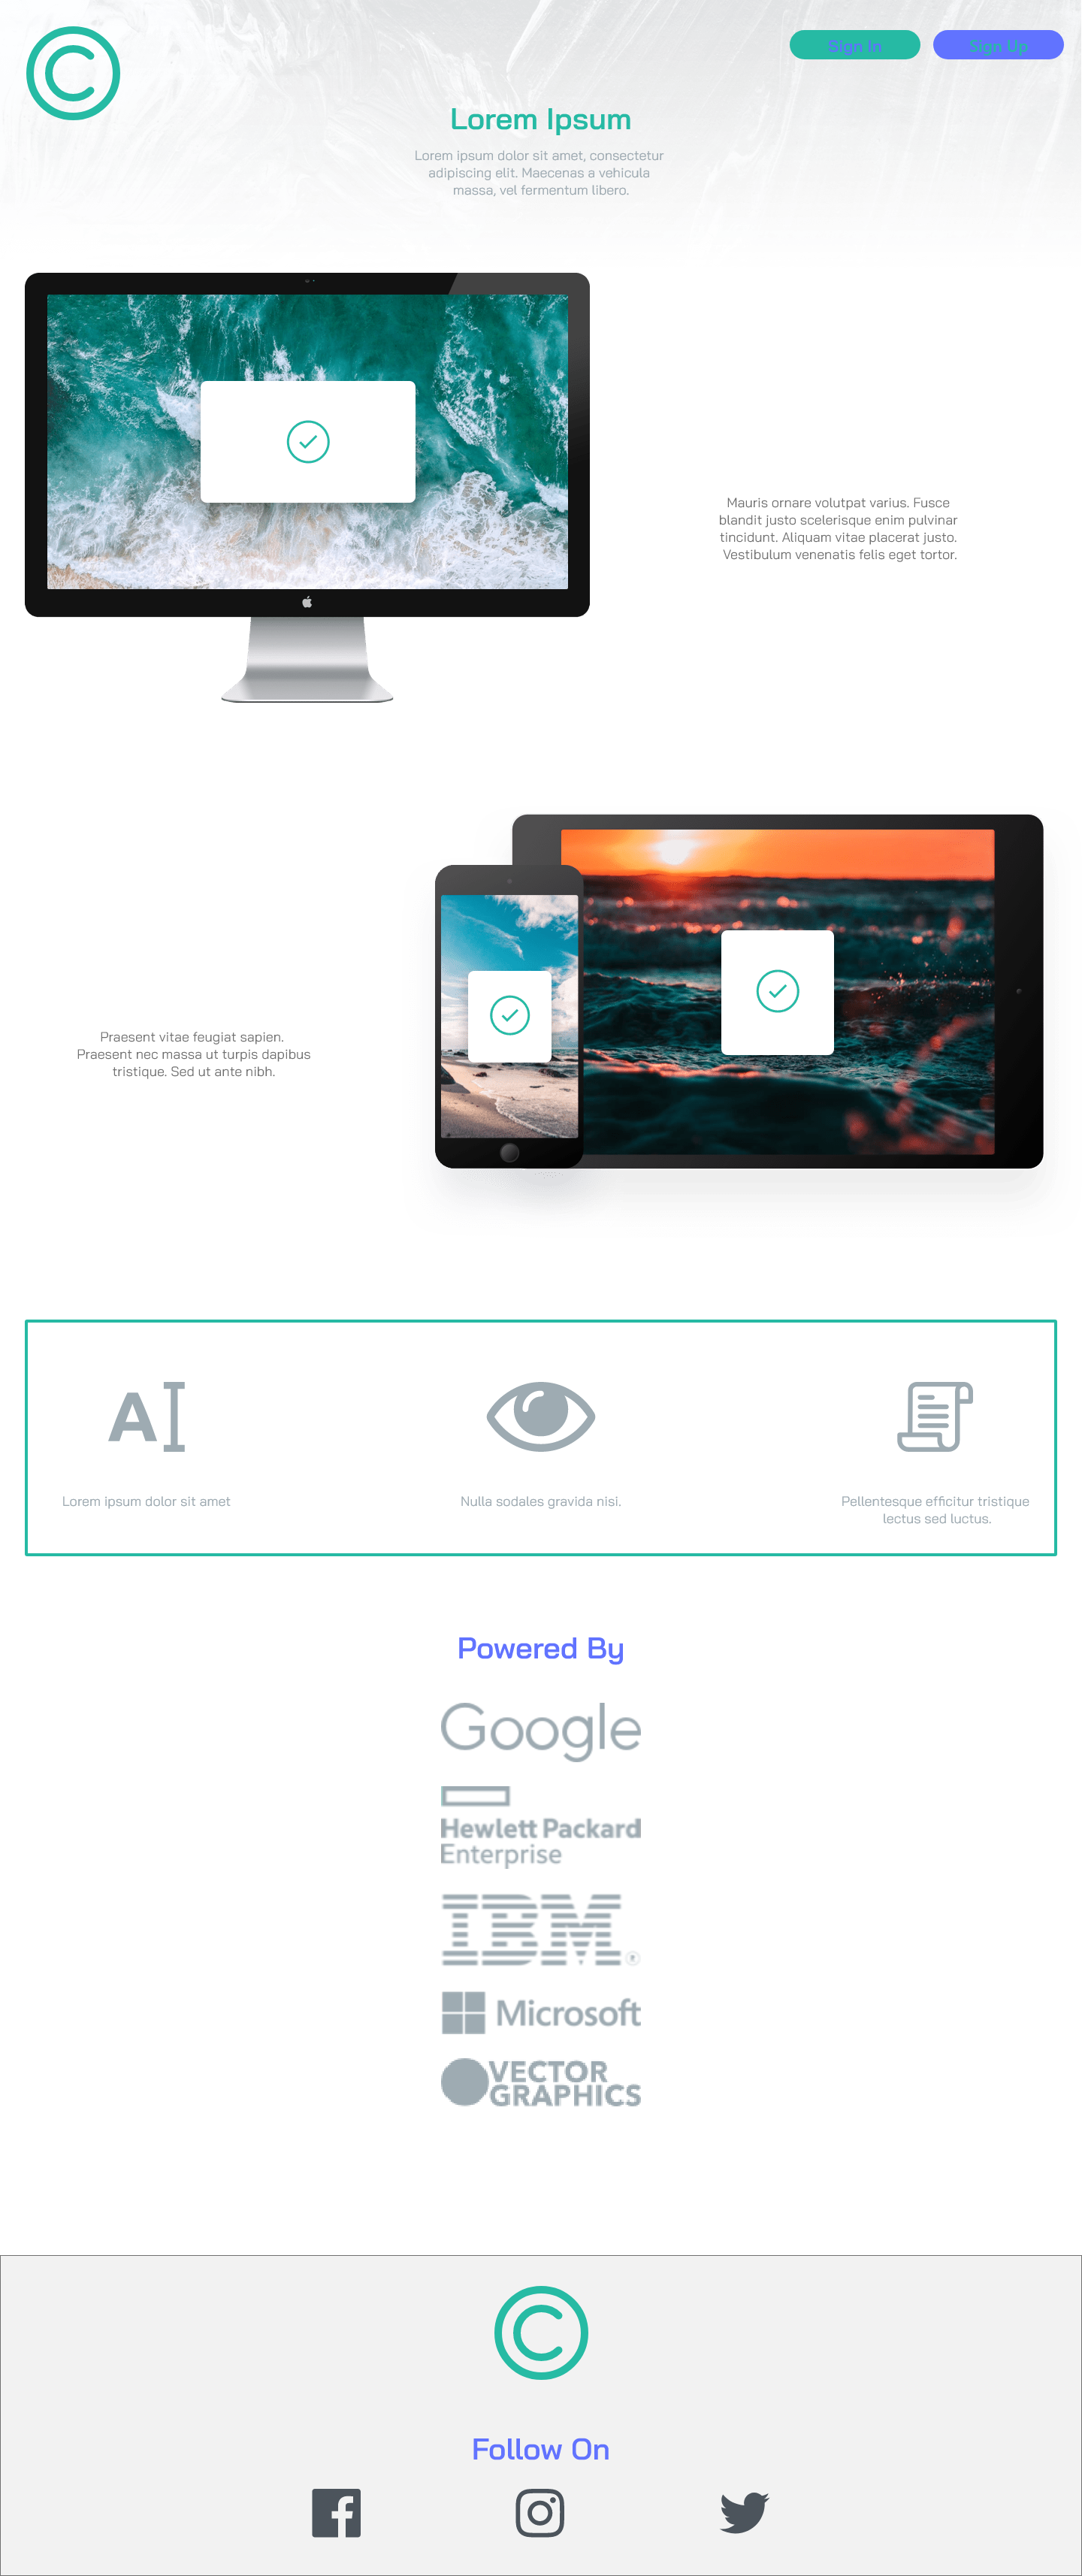 Sign In
Sign Up
Lorem Ipsum
Lorem ipsum dolor sit amet, consectetur
adipiscing elit. Maecenas a vehicula
massa, vel fermentum libero.
Mauris ornare volutpat varius. Fusce
blandit justo scelerisque enim pulvinar
tincidunt. Aliquam vitae placerat justo.
Vestibulum venenatis felis eget tortor.
Praesent vitae feugiat sapien.
Praesent nec massa ut turpis dapibus
tristique. Sed ut ante nibh.
Lorem ipsum dolor sit amet
Nulla sodales gravida nisi.
Pellentesque efficitur tristique
lectus sed luctus.
Powered By
Google
Hewlett Packard
Enterprise
IBM
Microsoft
VECTOR
GRAPHICS
Follow On